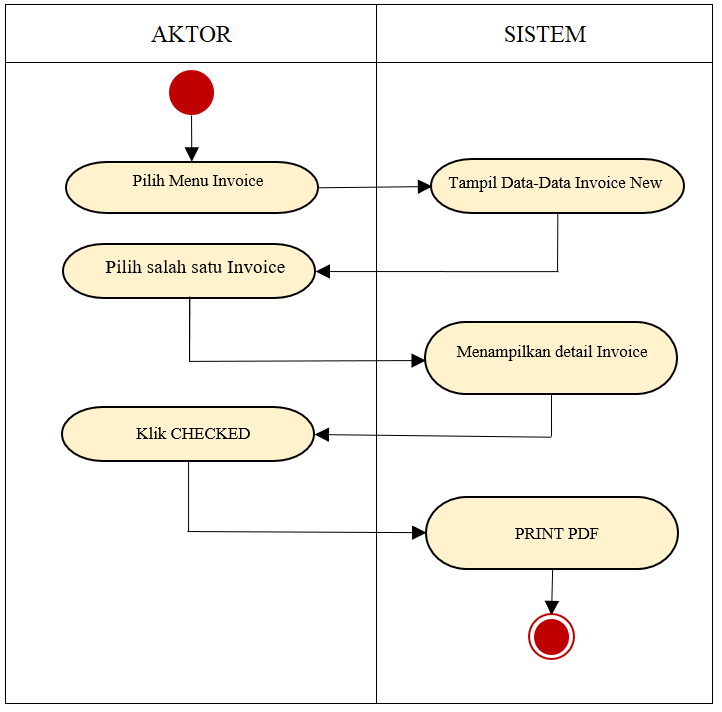 AKTOR
SISTEM
Pilih Menu Invoice
Tampil Data-Data Invoice New
Pilih salah satu Invoice
Menampilkan detail Invoice
Klik CHECKED
PRINT PDF